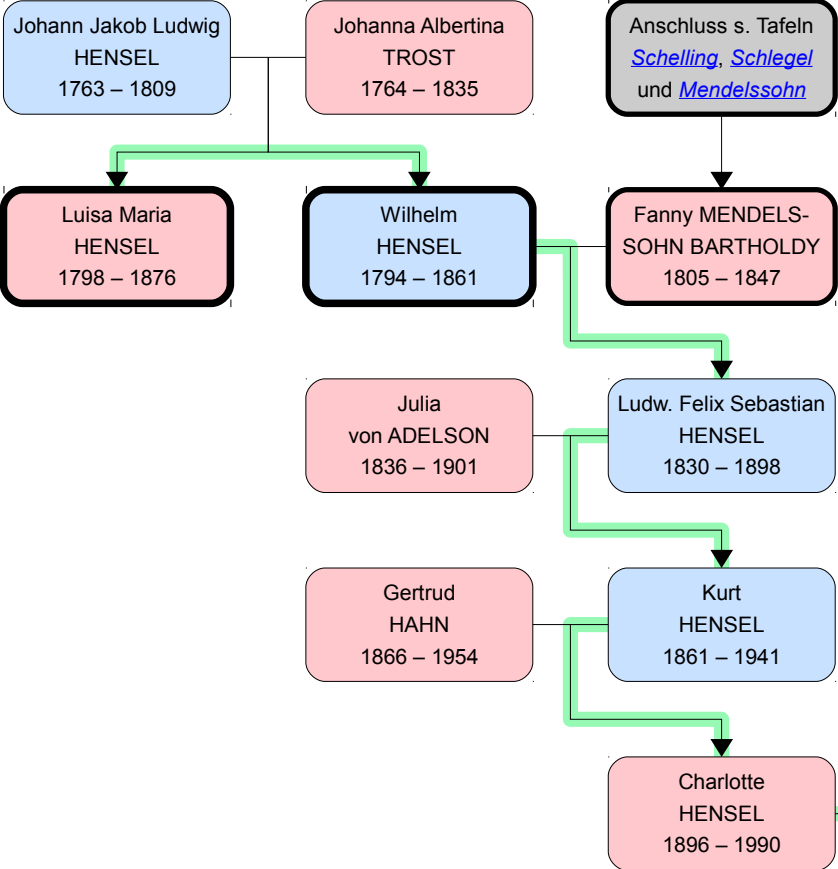 Johann Jakob Ludwig
HENSEL
1763 – 1809
Johanna Albertina
TROST
1764 – 1835
Anschluss s. Tafeln
Schelling, Schlegel
und Mendelssohn
Luisa Maria
HENSEL
1798 – 1876
Wilhelm
HENSEL
1794 – 1861
Fanny MENDELS-
SOHN BARTHOLDY
1805 – 1847
Julia
von ADELSON
1836 – 1901
Ludw. Felix Sebastian
HENSEL
1830 – 1898
Gertrud
HAHN
1866 – 1954
Kurt
HENSEL
1861 – 1941
Charlotte
HENSEL
1896 – 1990